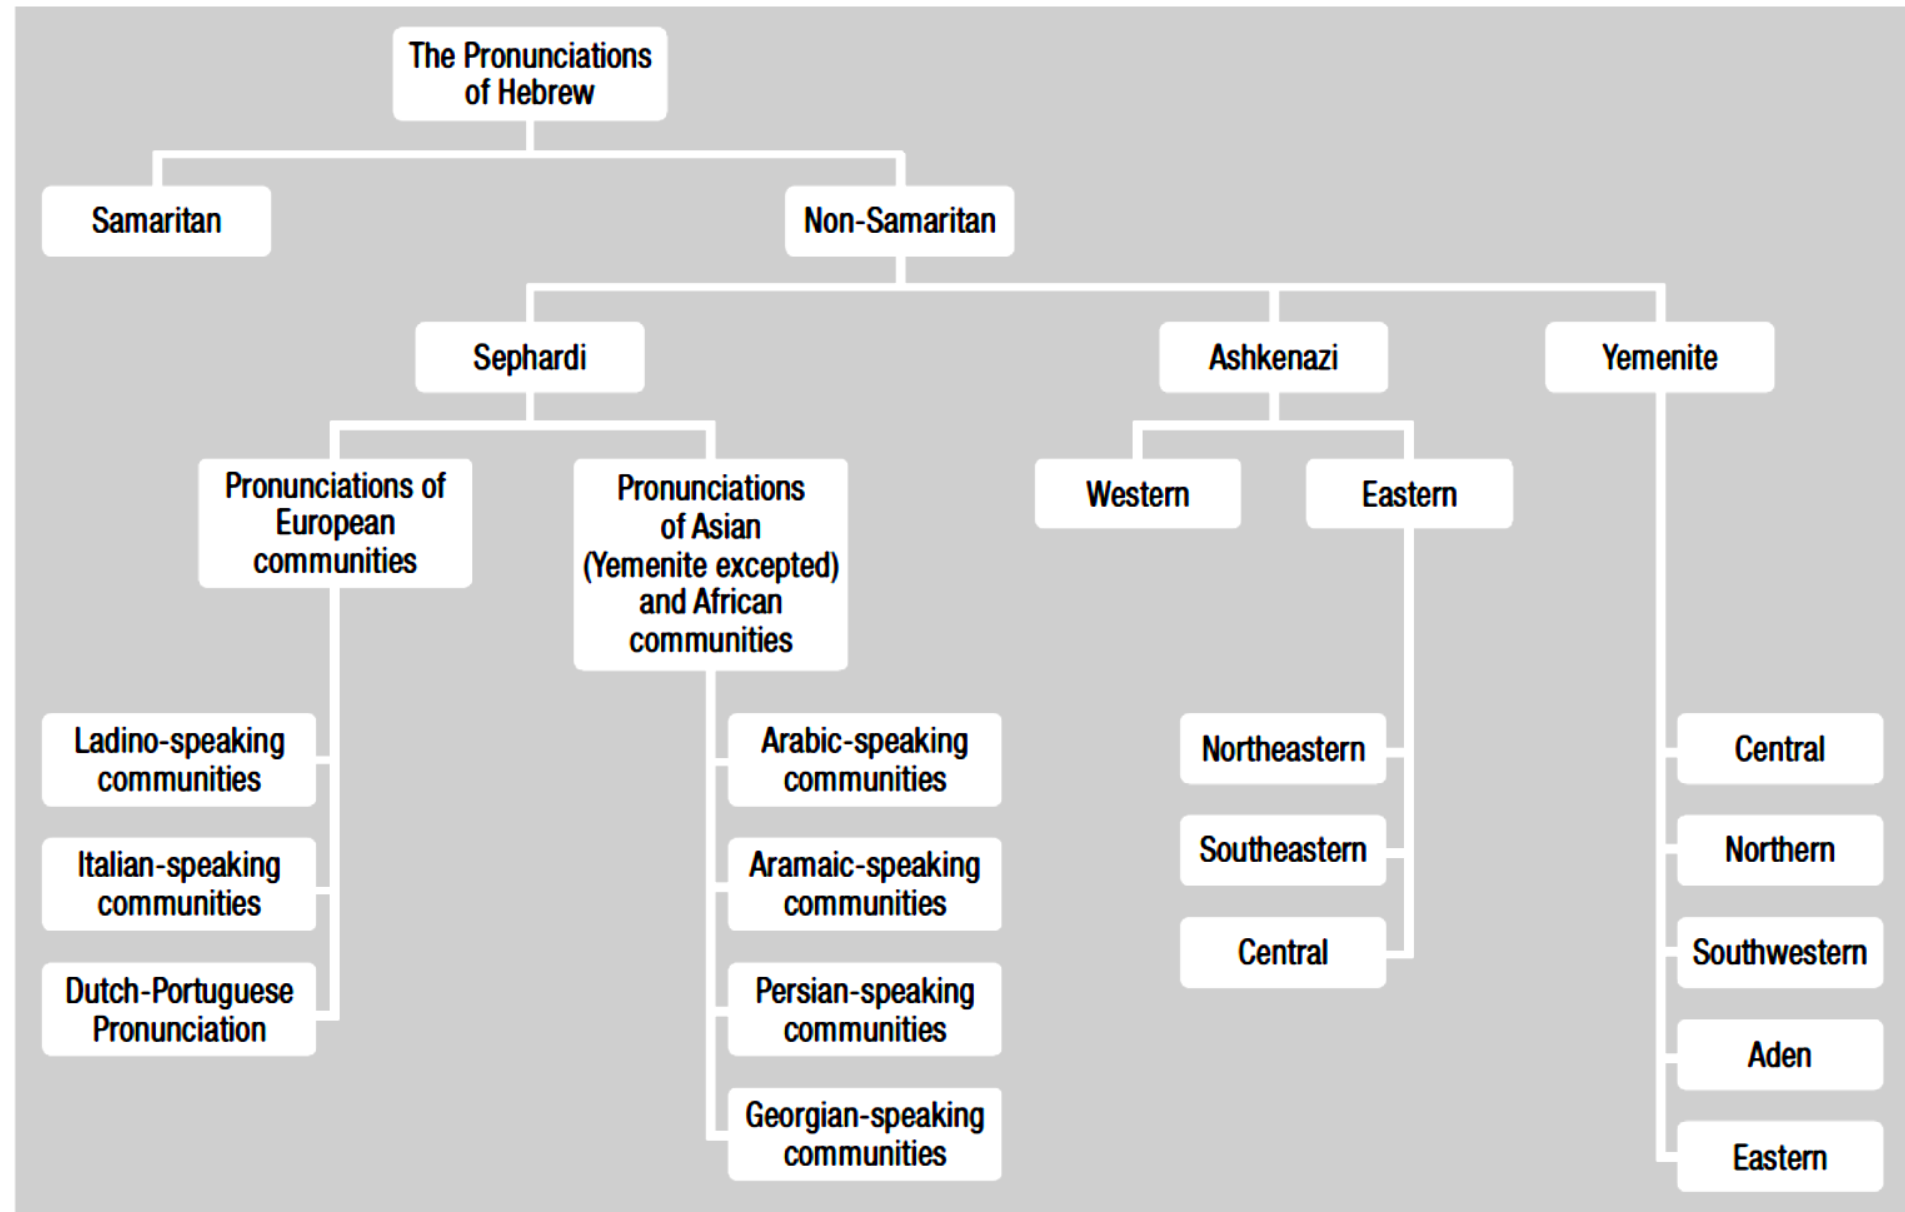 The Pronunciations
of Hebrew
Samaritan
Non-Samaritan
Sephardi
Ashkenazi
Yemenite
Pronunciations of
European
communities
Pronunciations
of Asian
(Yemenite excepted)
and African
communities
Western
Eastern
Ladino-speaking
communities
Italian-speaking
communities
Dutch-Portuguese
Pronunciation
Arabic-speaking
communities
Aramaic-speaking
communities
Persian-speaking
communities
Georgian-speaking
communities
Northeastern
Southeastern
Central
Central
Northern
Southwestern
Aden
Eastern